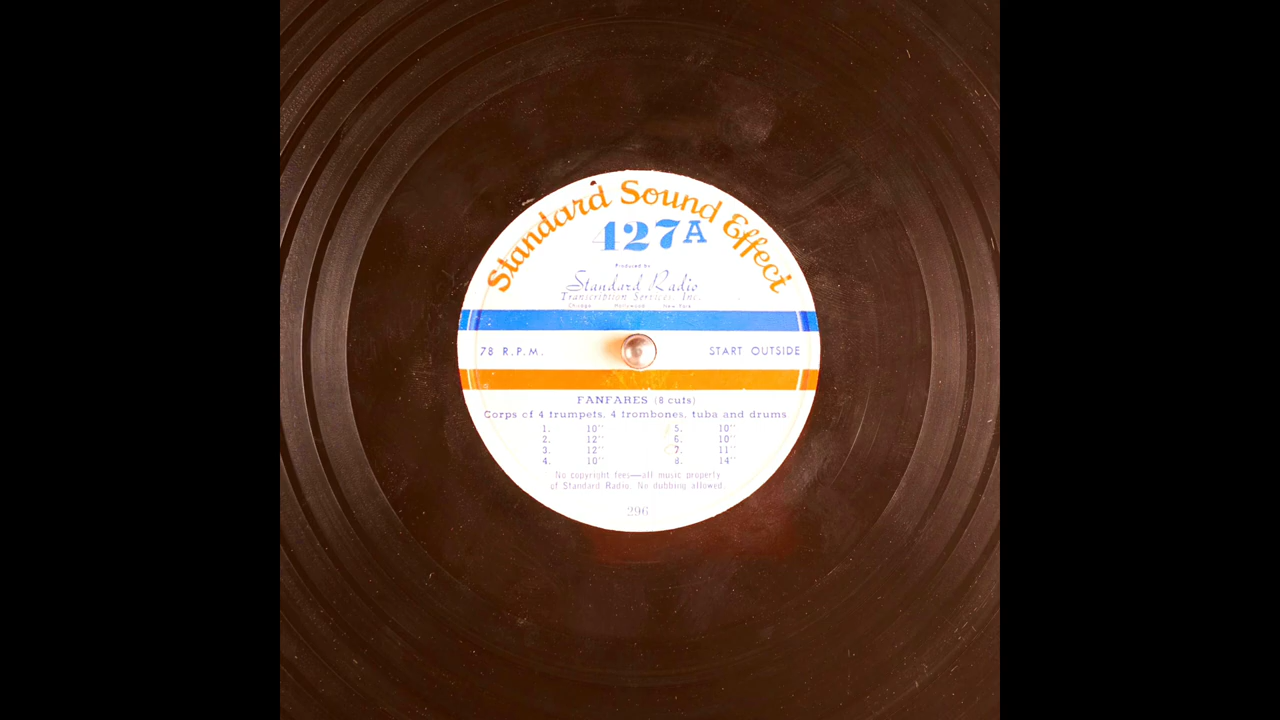 Standard Sound Effect
427A
Produced by
Standard Radio
Transcription Services, Inc.
Chicago Hollywood New York
78 R.P.M. START OUTSIDE
FANFARES (8 cuts)
Corps of 4 trumpets, 4 trombones, tuba and drums
1. 10" 5. 10"
2. 12" 6. 10"
3. 12" 7. 11"
4. 10" 8. 14"
No copyright fees—all music property
of Standard Radio. No dubbing allowed.
296